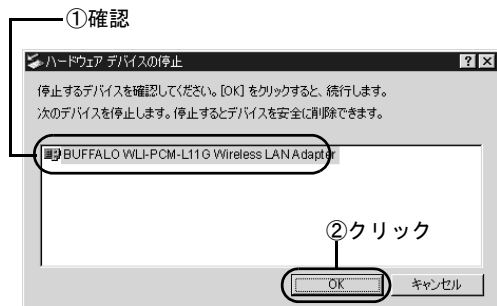 ①確認
ハードウェア デバイスの停止
停止するデバイスを確認してください。[OK] をクリックすると、続行します。
次のデバイスを停止します。停止するとデバイスを安全に削除できます。
BUFFALO WLI-PCM-L11G Wireless LAN Adapter
②クリック
OK
キャンセル